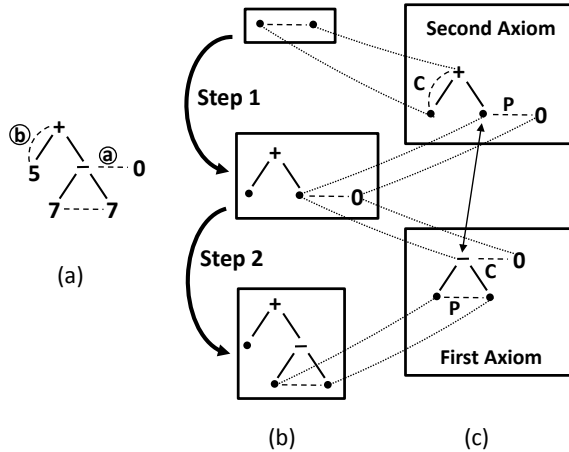 Second Axiom
+
C
P
0
Step 1
ⓑ
+
ⓐ
5
−
0
7
7
(a)
+
0
Step 2
−
0
C
P
+
−
First Axiom
(b)
(c)